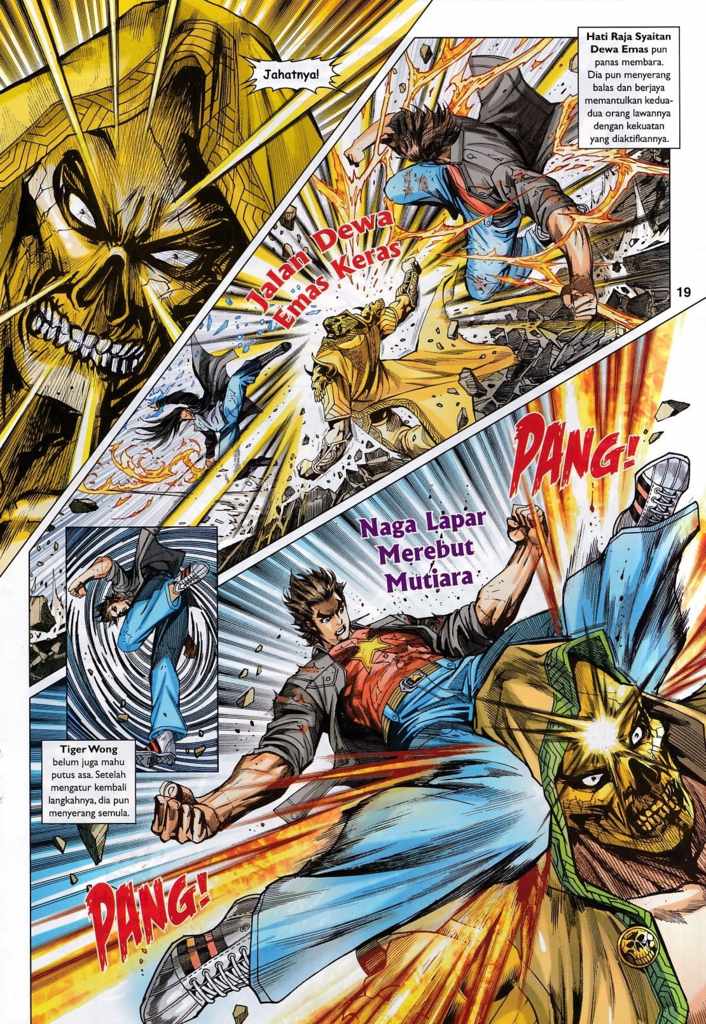 Jahatnya!
Hati Raja Syaitan
Dewa Emas pun
panas membara.
Dia pun menyerang
balas dan berjaya
memantulkan kedua-
dua orang lawannya
dengan kekuatan
yang diaktifkannya.
Jalan Dewa
Emas Keras
19
PANG!
Naga Lapar
Merebut
Mutiara
Tiger Wong
belum juga mahu
putus asa. Setelah
mengatur kembali
langkahnya, dia pun
menyerang semula.
PANG!